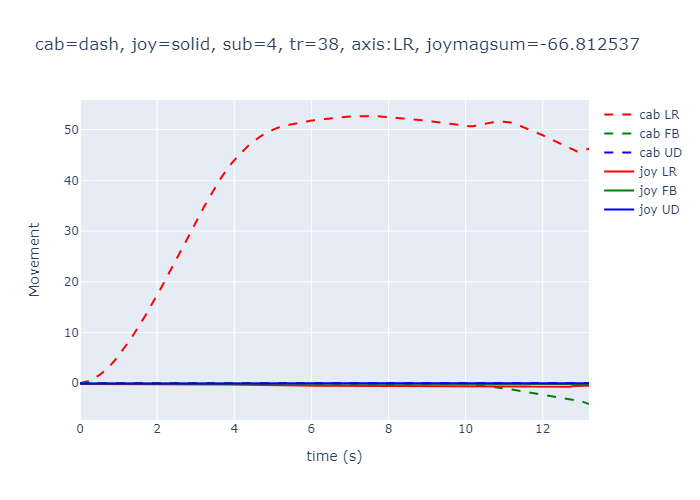 cab=dash, joy=solid, sub=4, tr=38, axis:LR, joymagsum=-66.812537
50
40
30
20
10
0
Movement
0 2 4 6 8 10 12
time (s)
cab LR
cab FB
cab UD
joy LR
joy FB
joy UD